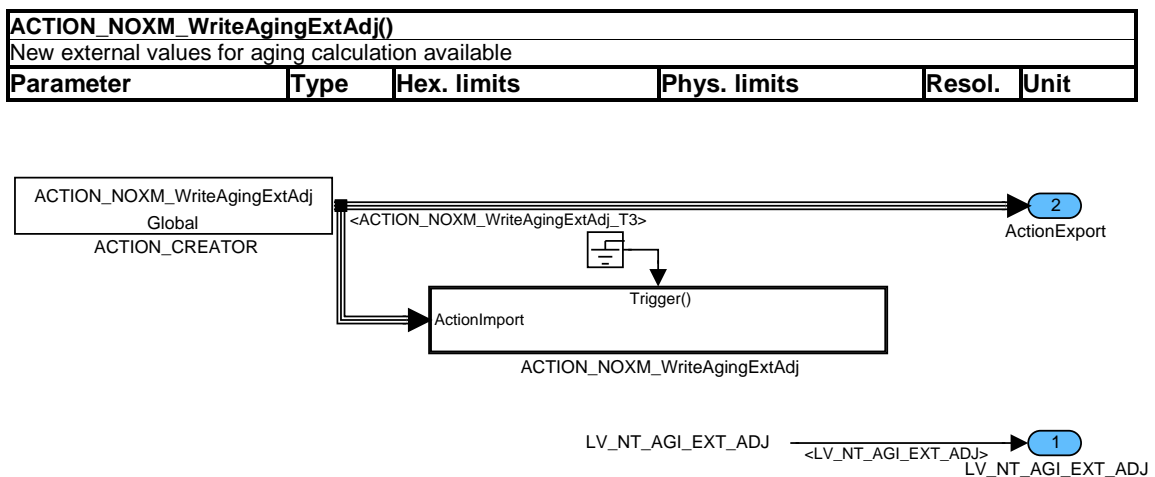 ACTION_NOXM_WriteAgingExtAdj()
New external values for aging calculation available
Parameter Type Hex. limits Phys. limits Resol. Unit
ACTION_NOXM_WriteAgingExtAdj
Global
ACTION_CREATOR
<ACTION_NOXM_WriteAgingExtAdj_T3>
2
ActionExport
Trigger()
ActionImport
ACTION_NOXM_WriteAgingExtAdj
LV_NT_AGI_EXT_ADJ
<LV_NT_AGI_EXT_ADJ>
1
LV_NT_AGI_EXT_ADJ